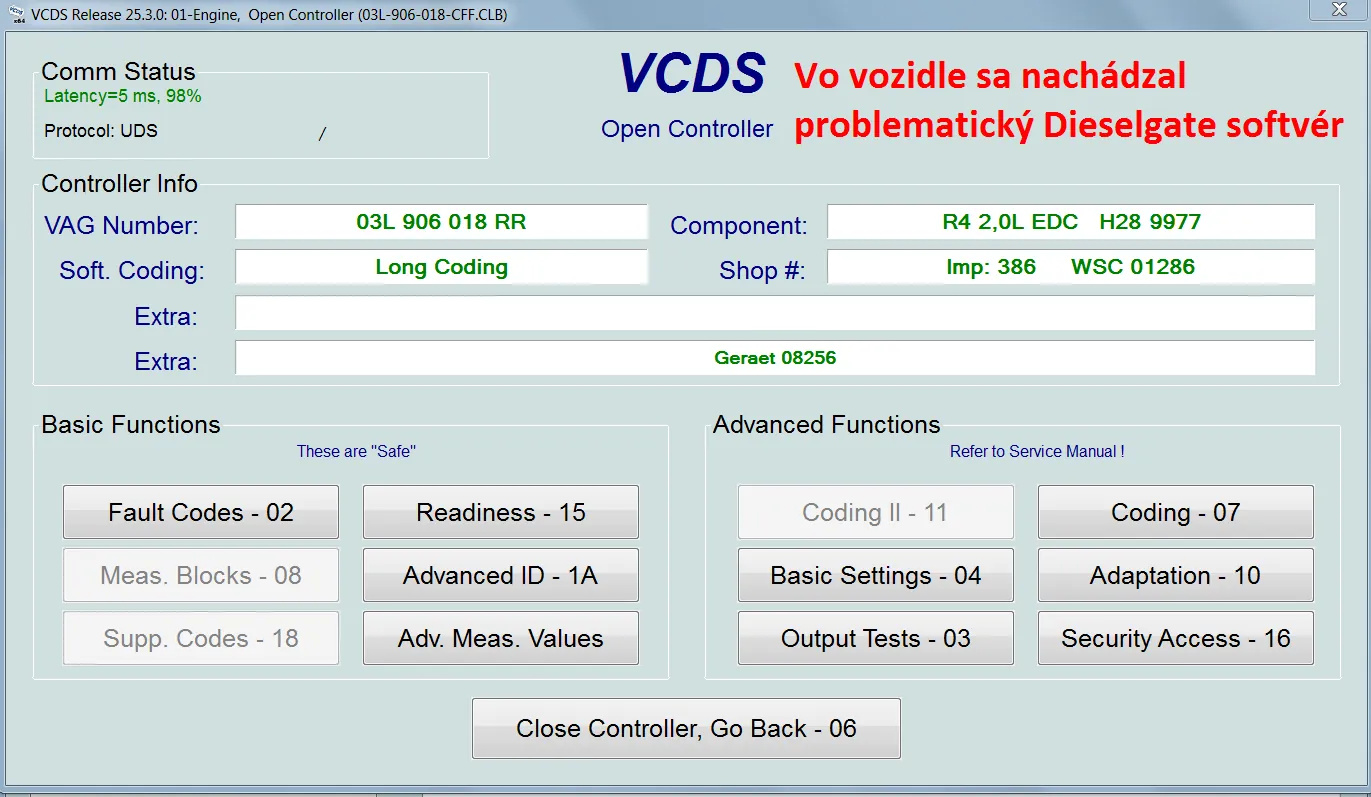 VCDS Release 25.3.0: 01-Engine,  Open Controller (03L-906-018-CFF.CLB)
Comm Status
Latency=5 ms, 98%
Protocol: UDS /
VCDS
Open Controller
Vo vozidle sa nachádzal
problematický Dieselgate softvér
Controller Info
VAG Number: 03L 906 018 RR Component: R4 2,0L EDC H28 9977
Soft. Coding: Long Coding Shop #: Imp: 386 WSC 01286
Extra:
Extra: Geraet 08256
Basic Functions
These are "Safe"
Fault Codes - 02 Readiness - 15
Meas. Blocks - 08 Advanced ID - 1A
Supp. Codes - 18 Adv. Meas. Values
Advanced Functions
Refer to Service Manual !
Coding II - 11 Coding - 07
Basic Settings - 04 Adaptation - 10
Output Tests - 03 Security Access - 16
Close Controller, Go Back - 06